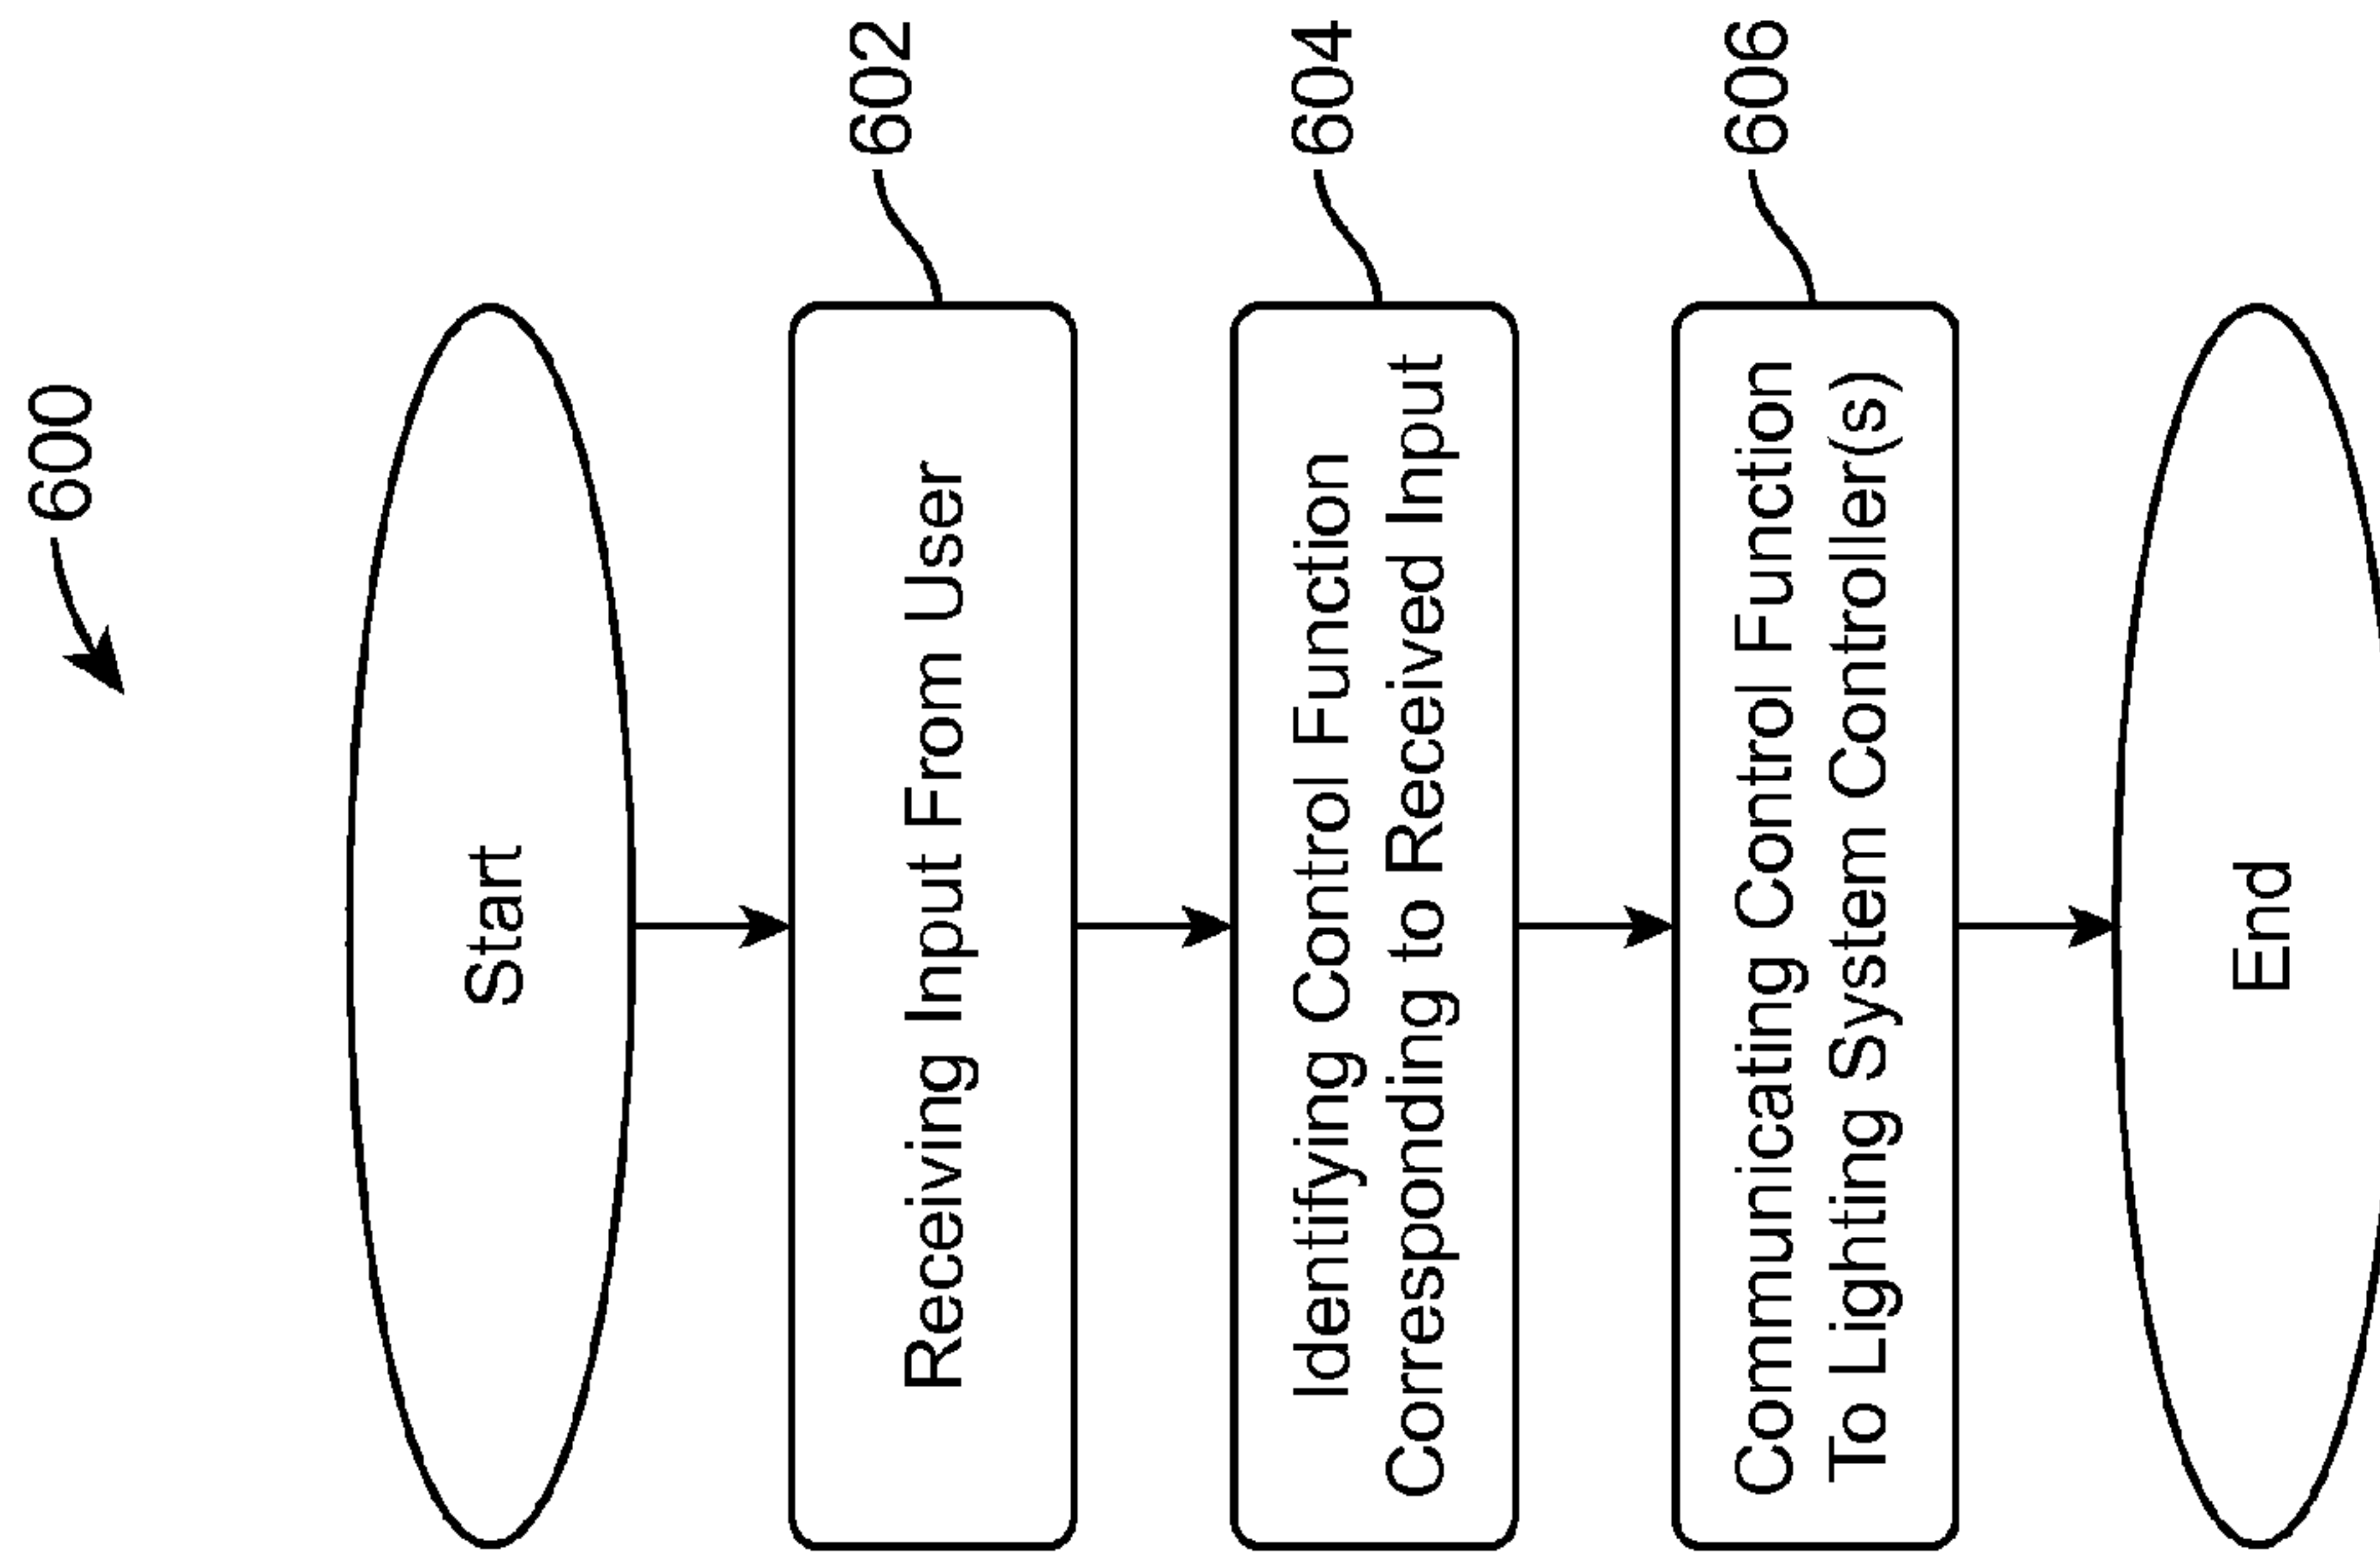 600
Start
Receiving Input From User
602
Identifying Control Function
Corresponding to Received Input
604
Communicating Control Function
To Lighting System Controller(s)
606
End